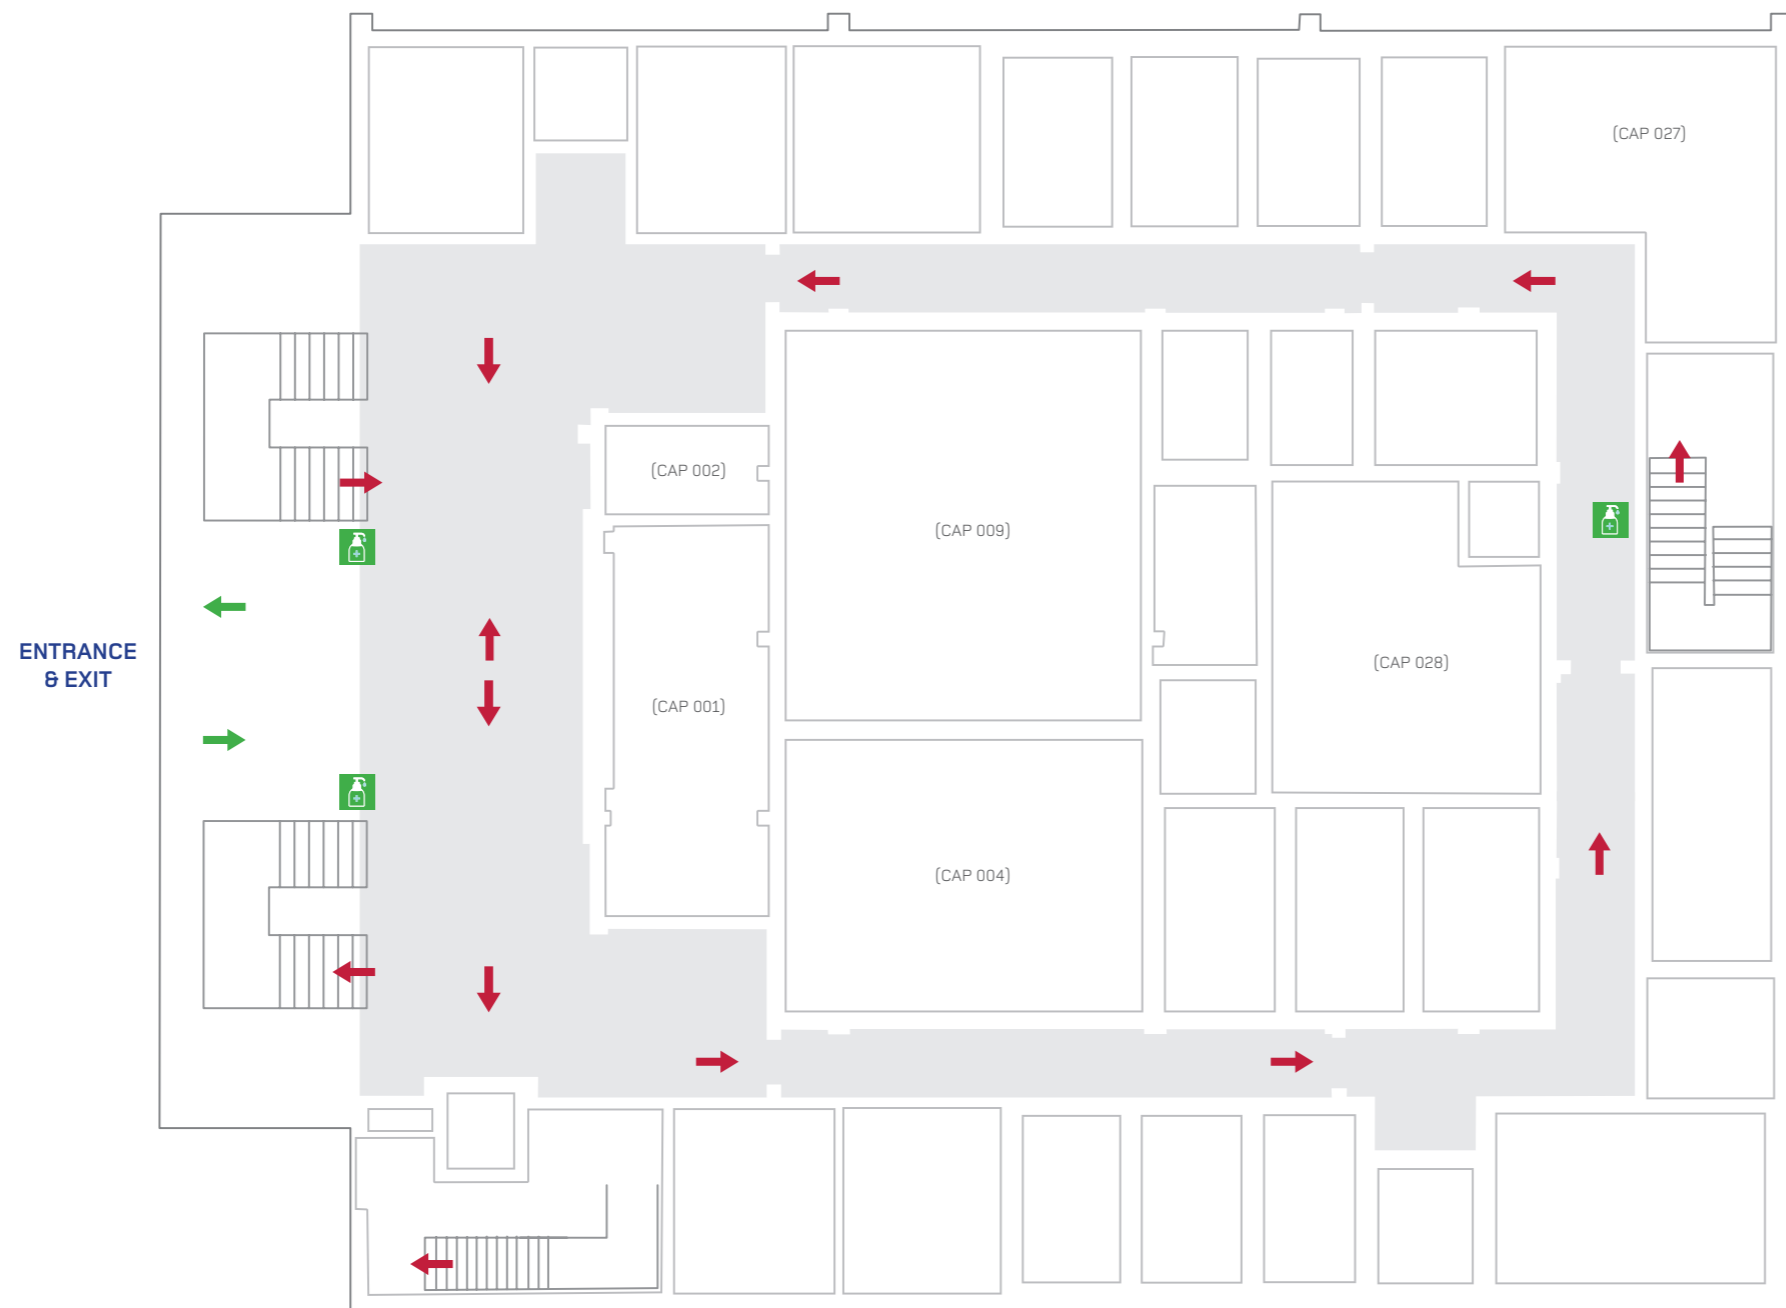 (CAP 027)
(CAP 002)
(CAP 009)
ENTRANCE
& EXIT
(CAP 028)
(CAP 001)
(CAP 004)